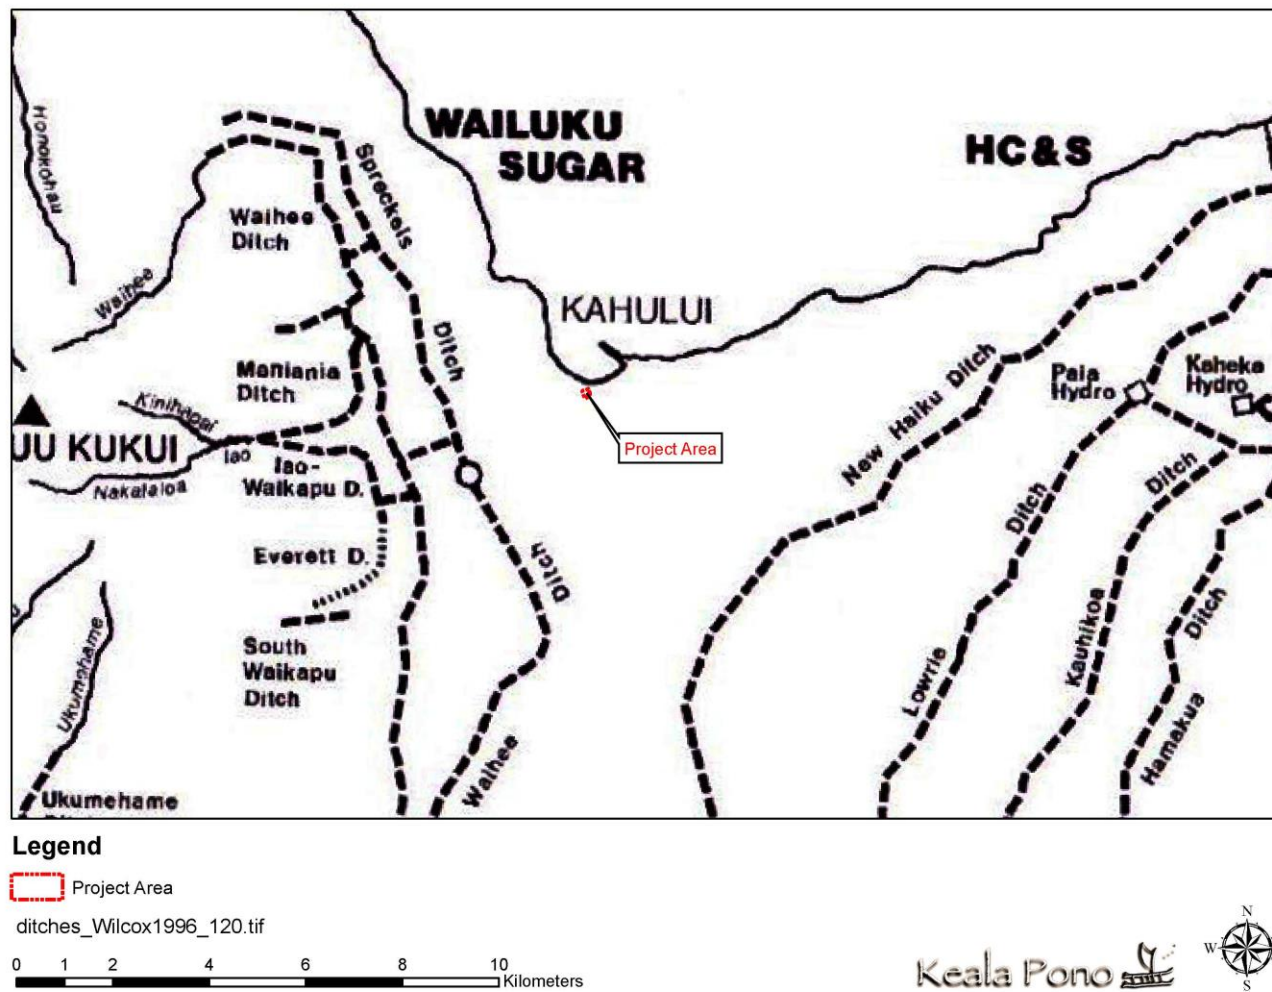 Honokohau
WAILUKU
SUGAR
HC&S
Spreckels
Ditch
Waihee
Ditch
Waihee
KAHULUI
Maniania
Ditch
Kinihapai
UU KUKUI
Iao
Nakalaloa
Iao-
Waikapu D.
Everett D.
South
Waikapu
Ditch
Ditch
Waihee
Ukumehame
Ukumehame
Project Area
New Haiku Ditch
Paia
Hydro
Kaheka
Hydro
Ditch
Lowrie
Ditch
Kauhikoa
Ditch
Hamakua
Legend
Project Area
ditches_Wilcox1996_120.tif
0 1 2 4 6 8 10
Kilometers
Keala Pono
N
W
S